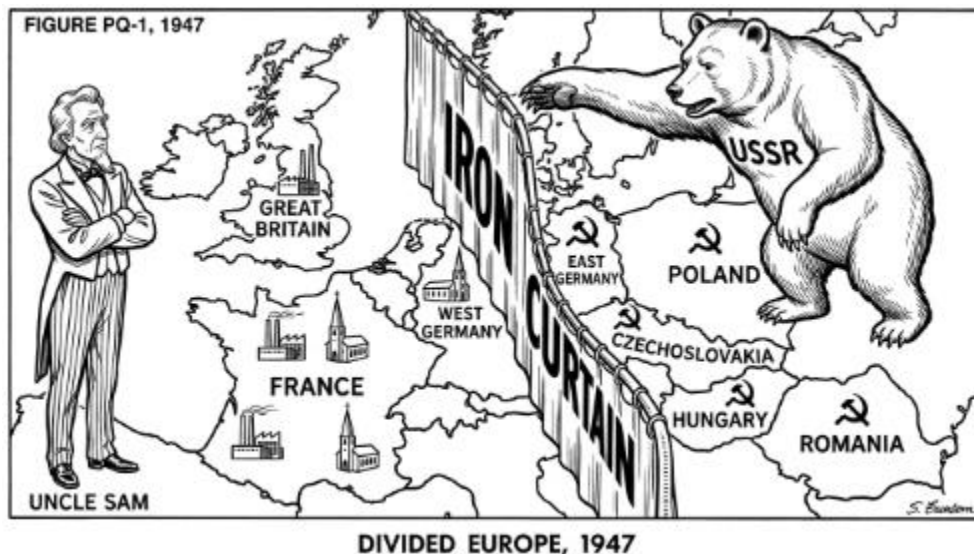 FIGURE PQ-1, 1947
IRON CURTAIN
USSR
GREAT
BRITAIN
EAST
GERMANY
POLAND
WEST
GERMANY
CZECHOSLOVAKIA
FRANCE
HUNGARY
ROMANIA
UNCLE SAM
DIVIDED EUROPE, 1947